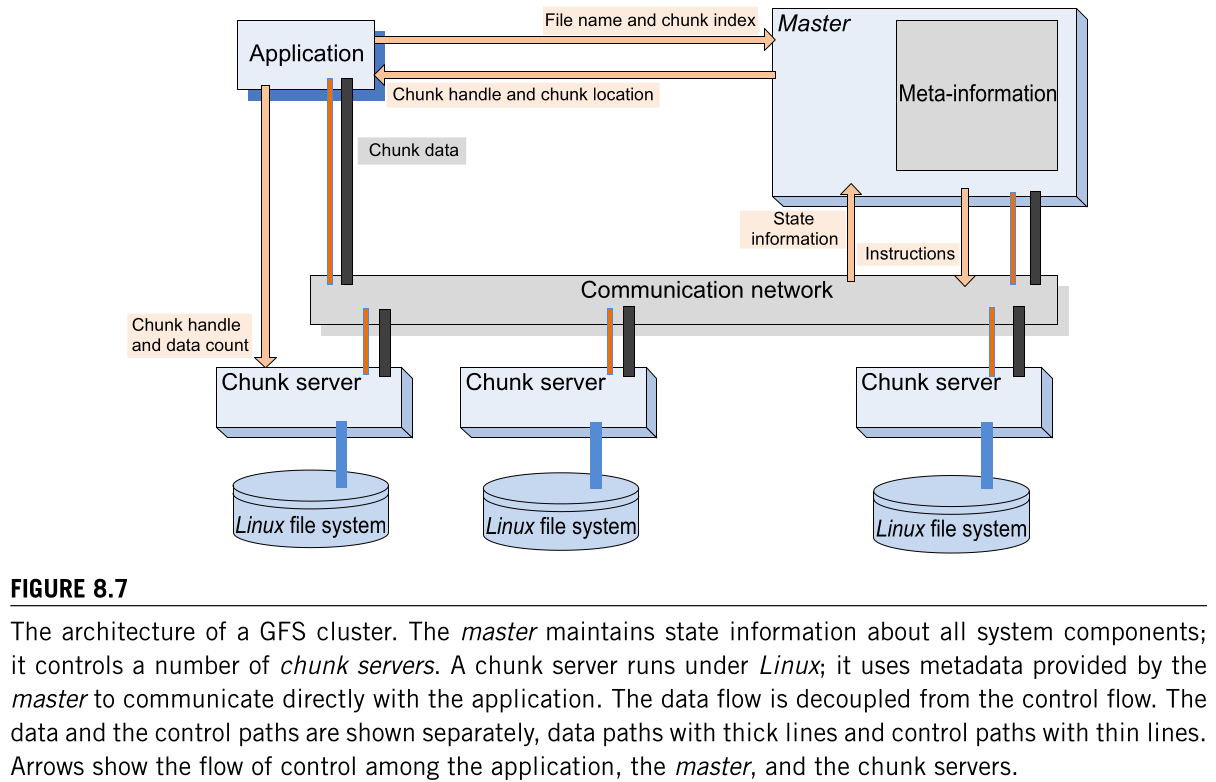 File name and chunk index
Master
Application
Meta-information
Chunk handle and chunk location
Chunk data
State
information
Instructions
Communication network
Chunk handle
and data count
Chunk server
Chunk server
Chunk server
Linux file system
Linux file system
Linux file system
FIGURE 8.7
The architecture of a GFS cluster. The master maintains state information about all system components;
it controls a number of chunk servers. A chunk server runs under Linux; it uses metadata provided by the
master to communicate directly with the application. The data flow is decoupled from the control flow. The
data and the control paths are shown separately, data paths with thick lines and control paths with thin lines.
Arrows show the flow of control among the application, the master, and the chunk servers.